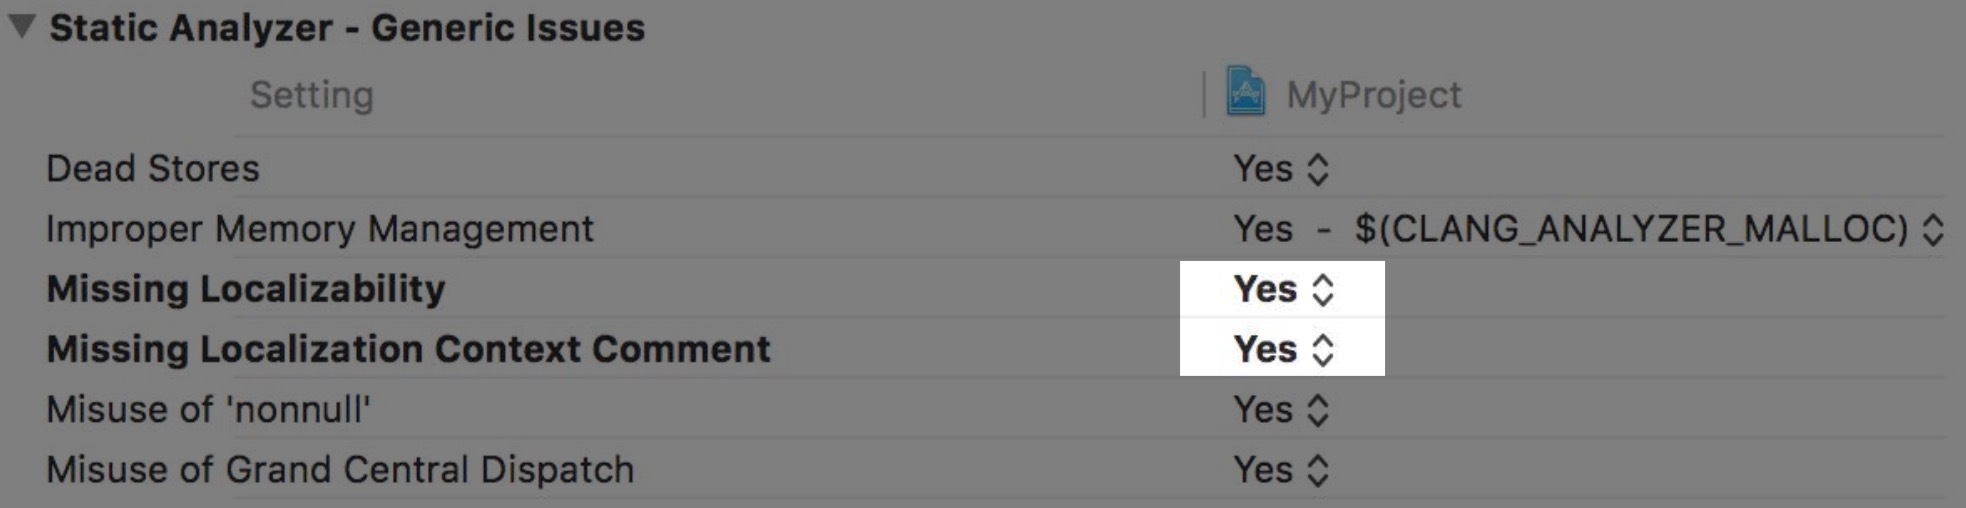 Static Analyzer - Generic Issues
Setting MyProject
Dead Stores Yes
Improper Memory Management Yes - $(CLANG_ANALYZER_MALLOC)
Missing Localizability Yes
Missing Localization Context Comment Yes
Misuse of 'nonnull' Yes
Misuse of Grand Central Dispatch Yes